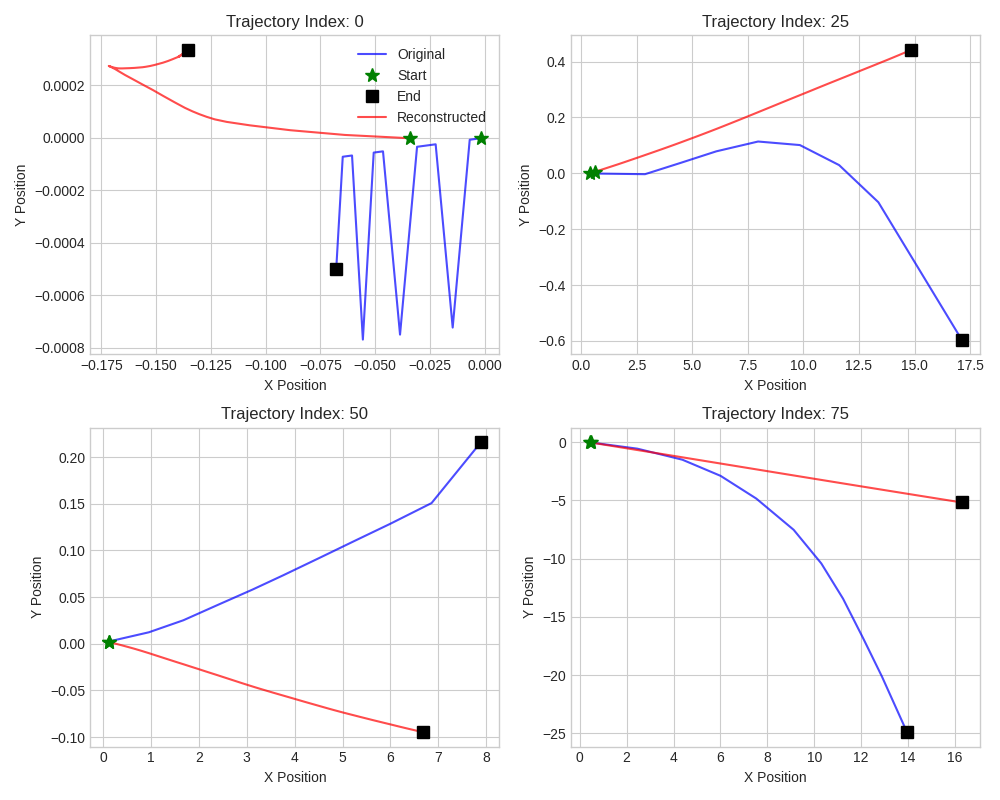 Trajectory Index: 0
Original
Start
End
Reconstructed
0.0002
0.0000
−0.0002
−0.0004
−0.0006
−0.0008
Y Position
−0.175 −0.150 −0.125 −0.100 −0.075 −0.050 −0.025 0.000
X Position
Trajectory Index: 25
0.4
0.2
0.0
−0.2
−0.4
−0.6
Y Position
0.0 2.5 5.0 7.5 10.0 12.5 15.0 17.5
X Position
Trajectory Index: 50
0.20
0.15
0.10
0.05
0.00
−0.05
−0.10
Y Position
0 1 2 3 4 5 6 7 8
X Position
Trajectory Index: 75
0
−5
−10
−15
−20
−25
Y Position
0 2 4 6 8 10 12 14 16
X Position